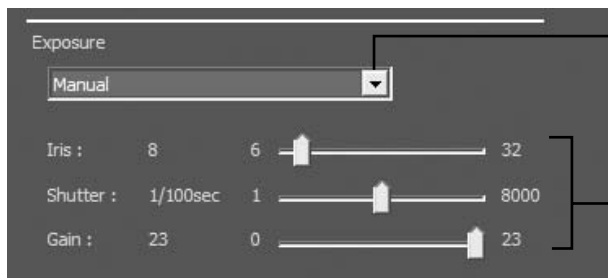 Exposure
Manual
Iris : 8 6 32
Shutter : 1/100sec 1 8000
Gain : 23 0 23